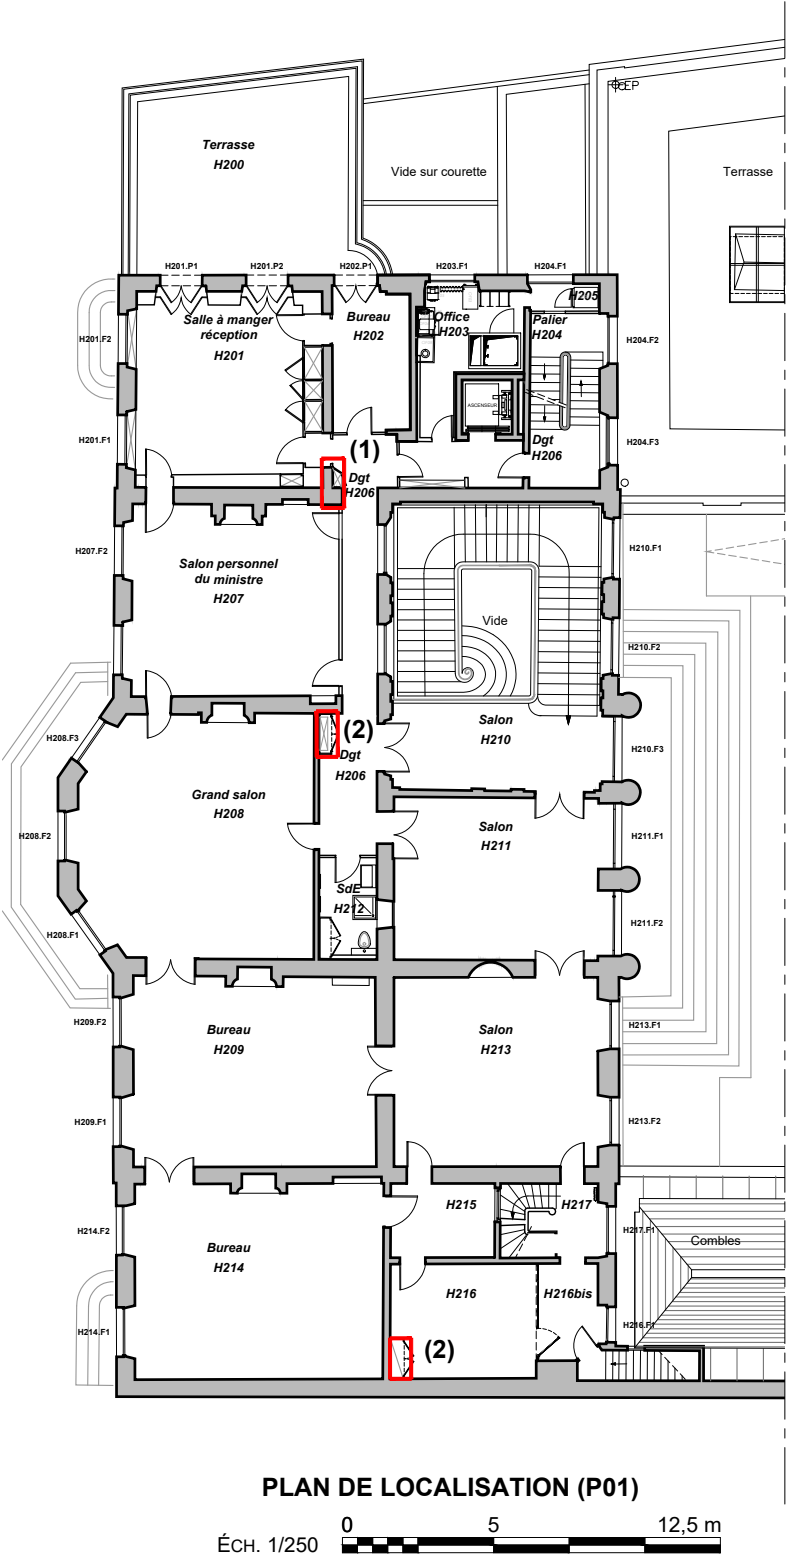 EP
Terrasse
H200
Vide sur courette
Terrasse
H201.P1
H201.P2
H202.P1
H203.F1
H204.F1
H205
Salle à manger
réception
H201
Bureau
H202
Office
H203
Palier
H204
H201.F2
H204.F2
ASCENSEUR
H201.F1
H204.F3
Dgt
H206
(1)
Dgt
H206
H207.F2
H210.F1
Salon personnel
du ministre
H207
Vide
H210.F2
H208.F3
(2)
Dgt
H206
Salon
H210
H210.F3
Grand salon
H208
H208.F2
Salon
H211
H211.F1
SdE
H212
H208.F1
H211.F2
H209.F2
Bureau
H209
Salon
H213
H213.F1
H209.F1
H213.F2
H215
H217
H214.F2
Bureau
H214
H217.F1
Combles
H216
H216bis
H214.F1
H216.F1
(2)
PLAN DE LOCALISATION (P01)
ÉCH. 1/250
0 5 12,5 m